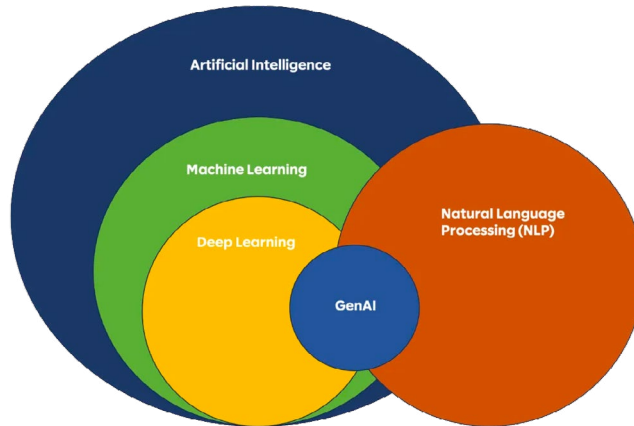 Artificial Intelligence
Machine Learning
Natural Language
Processing (NLP)
Deep Learning
GenAI